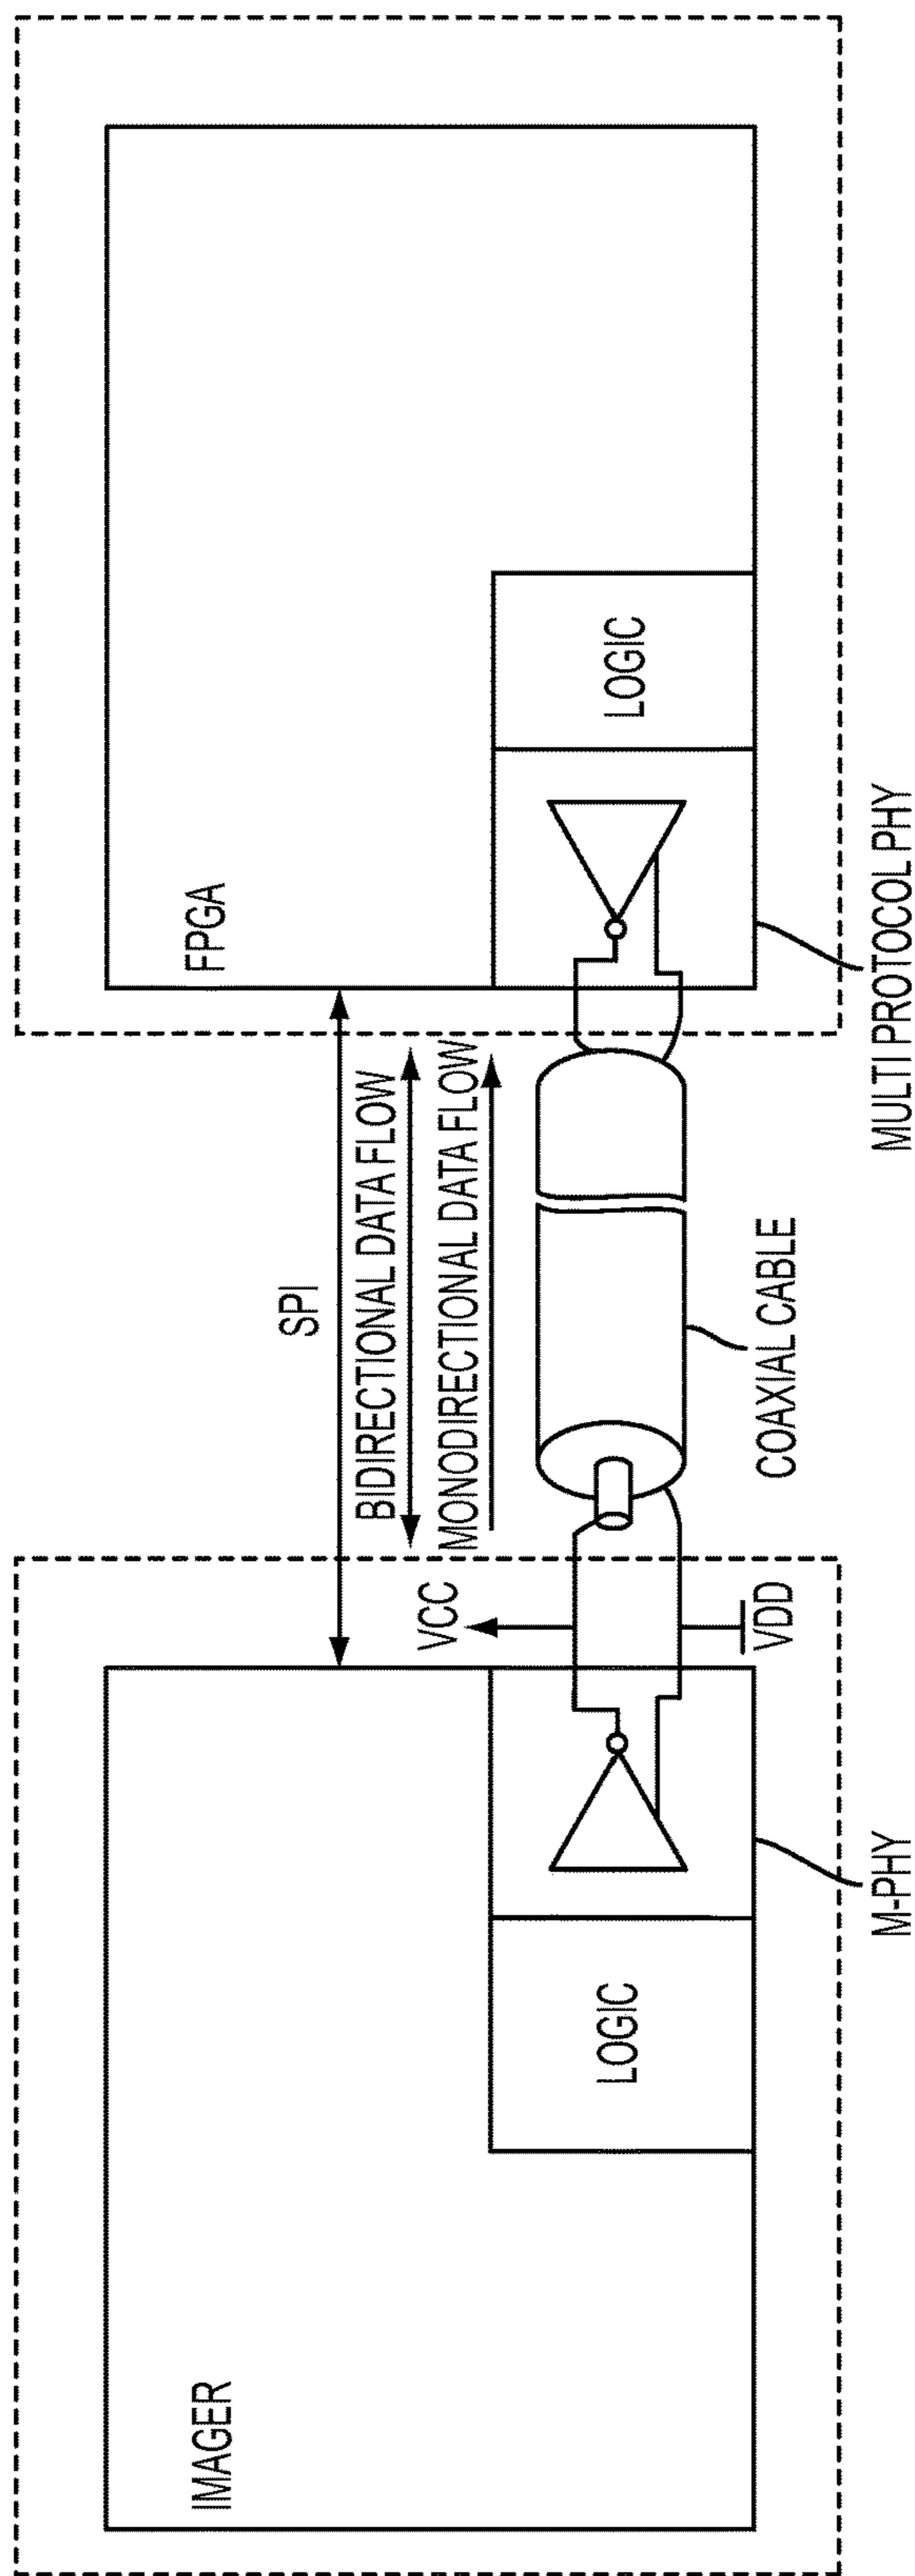 IMAGER
LOGIC
M-PHY
VCC
VDD
SPI
BIDIRECTIONAL DATA FLOW
MONODIRECTIONAL DATA FLOW
COAXIAL CABLE
FPGA
LOGIC
MULTI PROTOCOL PHY